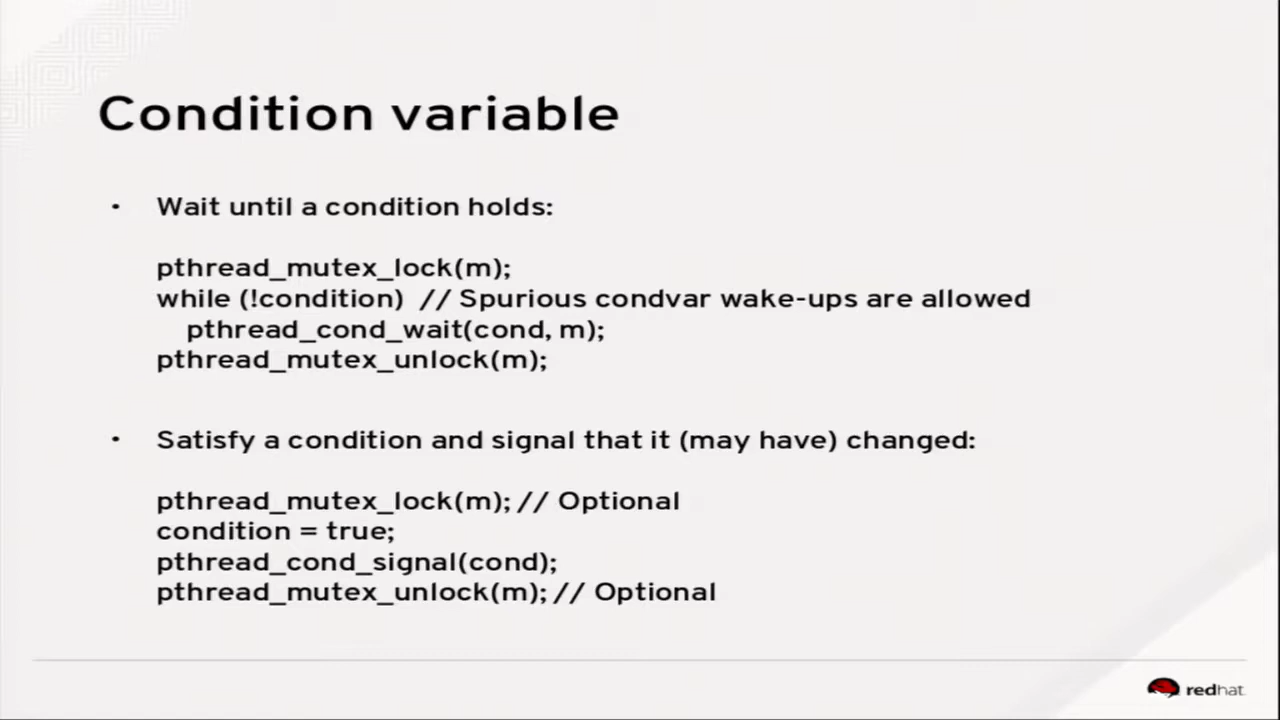 Condition variable
• Wait until a condition holds:
pthread_mutex_lock(m);
while (!condition) // Spurious condvar wake-ups are allowed
pthread_cond_wait(cond, m);
pthread_mutex_unlock(m);
• Satisfy a condition and signal that it (may have) changed:
pthread_mutex_lock(m); // Optional
condition = true;
pthread_cond_signal(cond);
pthread_mutex_unlock(m); // Optional
redhat